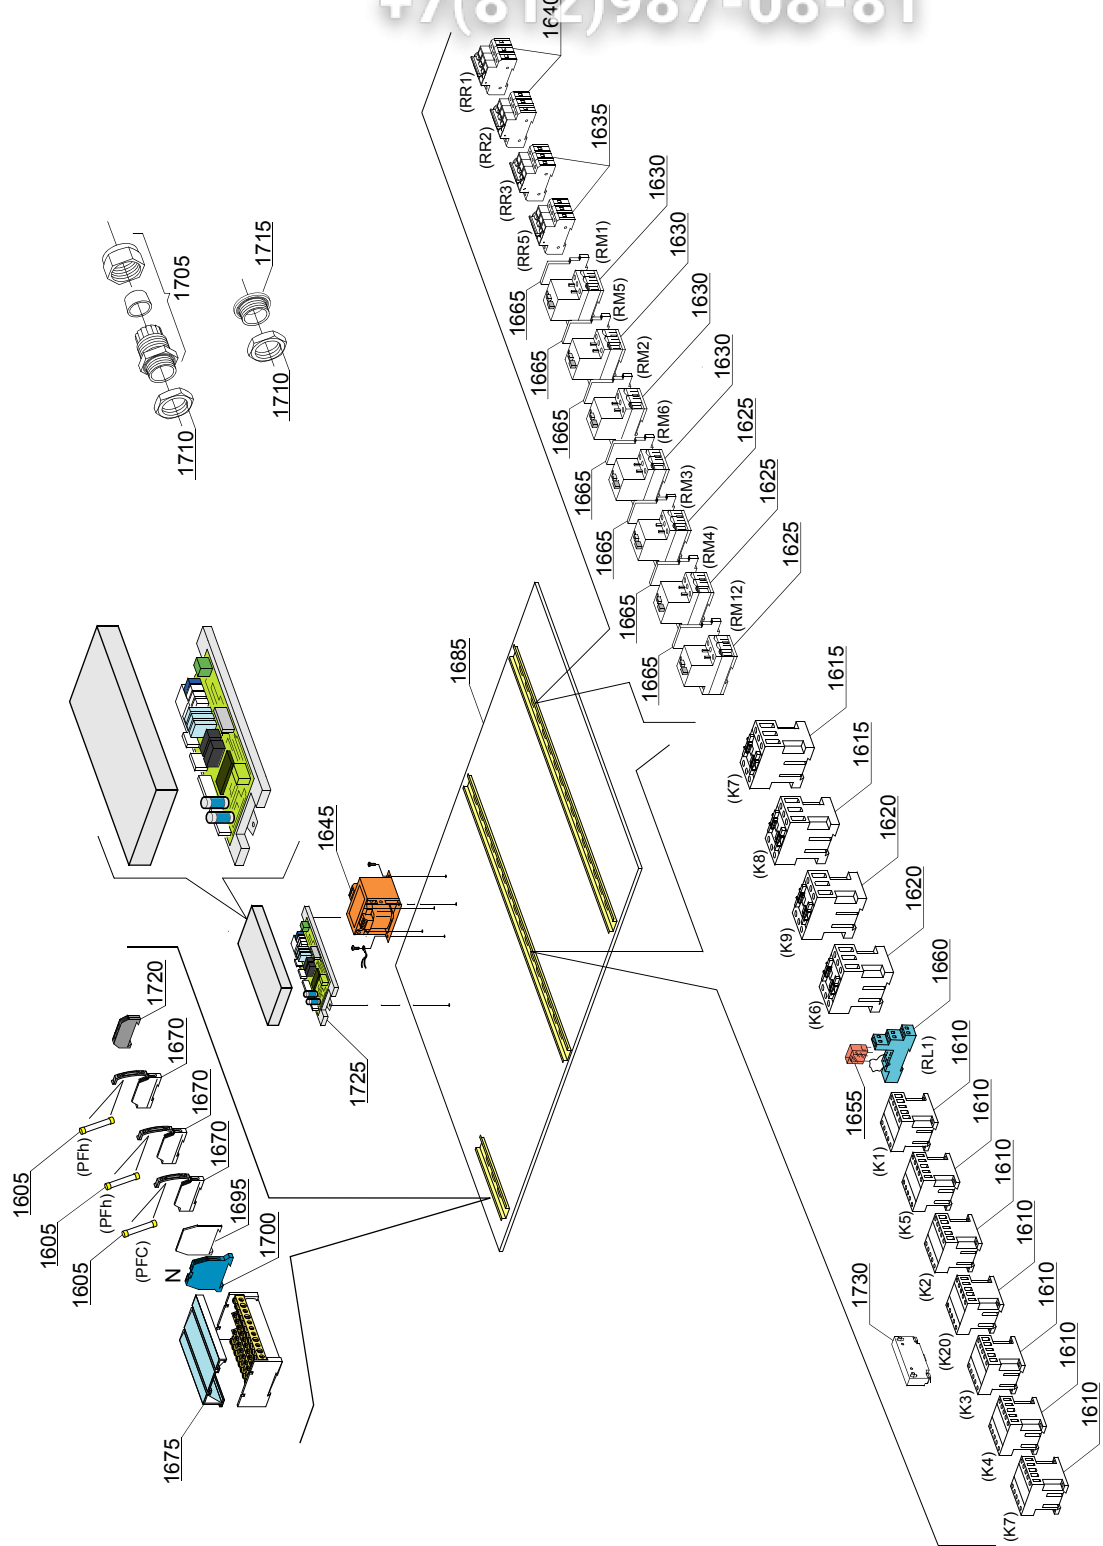 +7(812)987-08-81
1640
(RR1)
(RR2)
1635
(RR3)
(RR5)
1630
(RM1)
1665
1630
(RM5)
1665
1630
(RM2)
1665
1630
(RM6)
1665
1625
(RM3)
1665
1625
(RM4)
1665
1625
(RM12)
1665
1705
1710
1715
1710
1685
1645
1725
1720
1670
1670
1670
1605
(PFh)
1605
(PFh)
1605
(PFC)
1695
1700
N
1675
1615
(K7)
1615
(K8)
1620
(K9)
1620
(K6)
1660
(RL1)
1655
1610
(K1)
1610
(K5)
1610
(K2)
1610
(K20)
1730
1610
(K3)
1610
(K4)
1610
(K7)